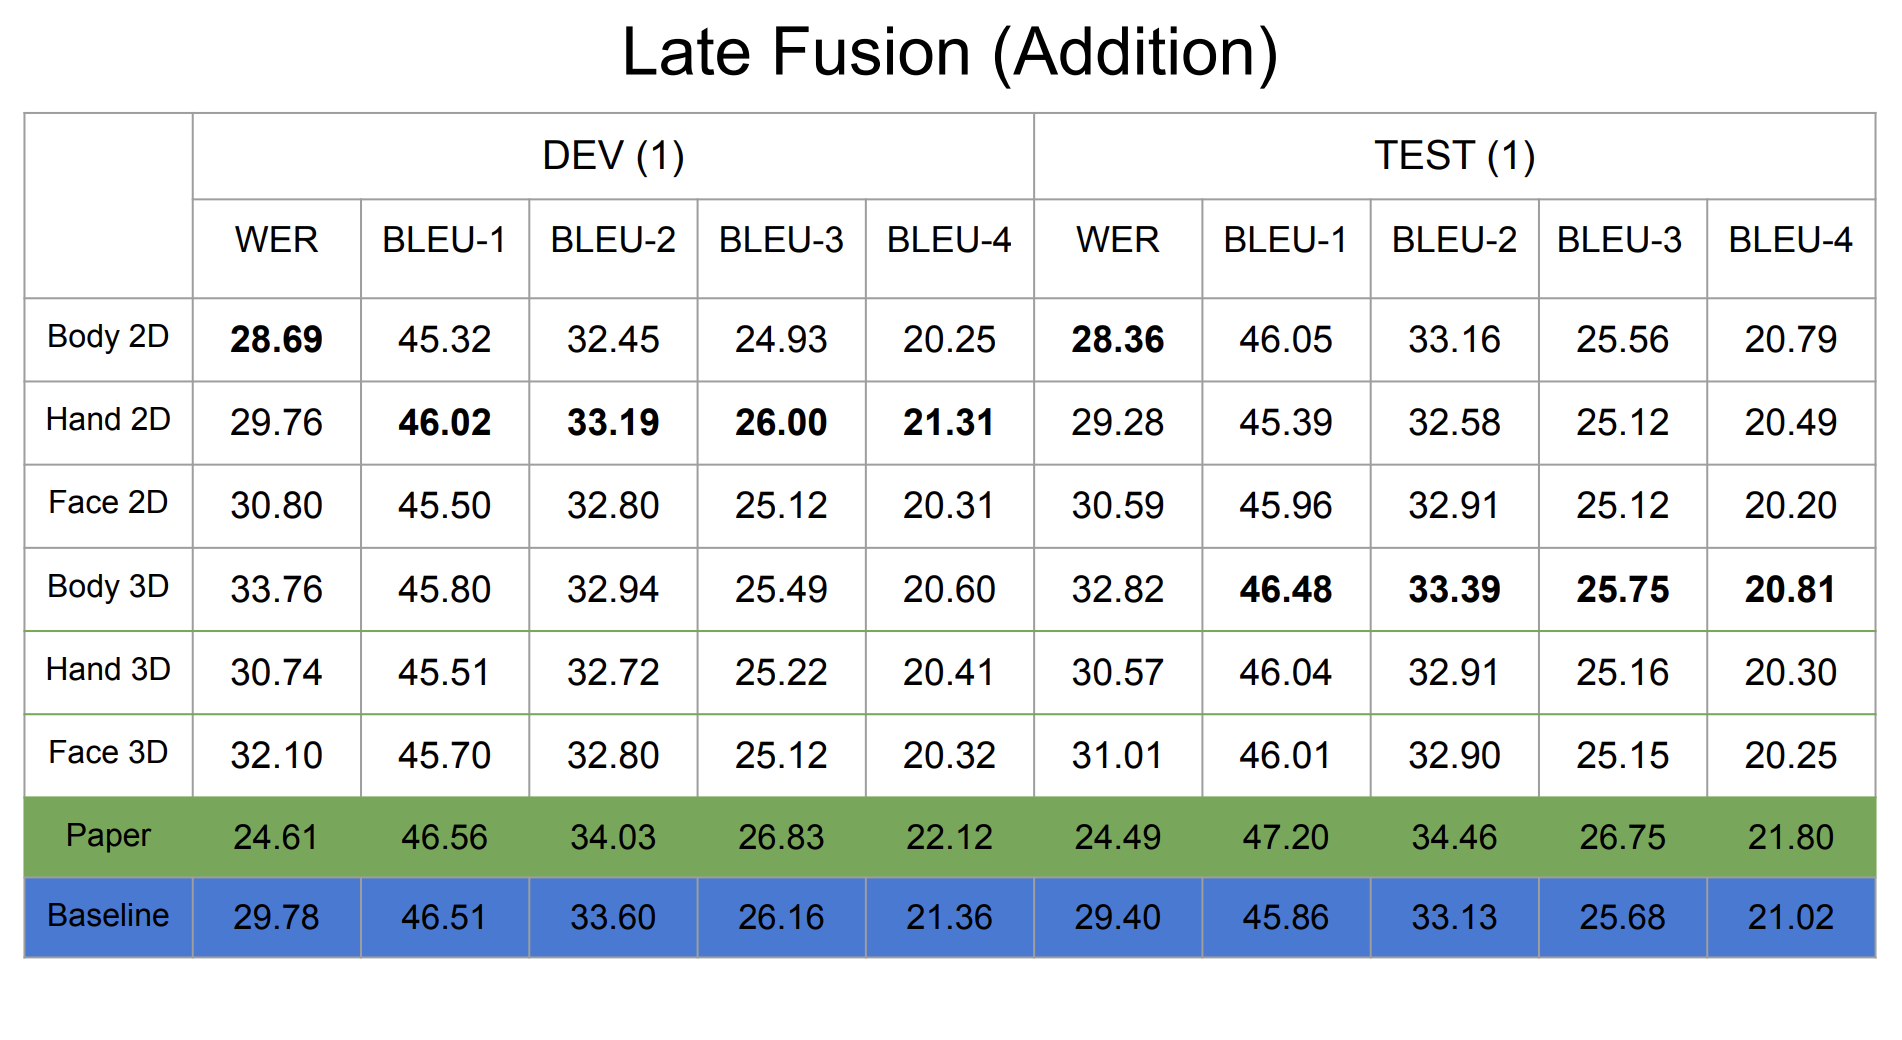 Late Fusion (Addition)
DEV (1) TEST (1)
WER BLEU-1 BLEU-2 BLEU-3 BLEU-4 WER BLEU-1 BLEU-2 BLEU-3 BLEU-4
Body 2D 28.69 45.32 32.45 24.93 20.25 28.36 46.05 33.16 25.56 20.79
Hand 2D 29.76 46.02 33.19 26.00 21.31 29.28 45.39 32.58 25.12 20.49
Face 2D 30.80 45.50 32.80 25.12 20.31 30.59 45.96 32.91 25.12 20.20
Body 3D 33.76 45.80 32.94 25.49 20.60 32.82 46.48 33.39 25.75 20.81
Hand 3D 30.74 45.51 32.72 25.22 20.41 30.57 46.04 32.91 25.16 20.30
Face 3D 32.10 45.70 32.80 25.12 20.32 31.01 46.01 32.90 25.15 20.25
Paper 24.61 46.56 34.03 26.83 22.12 24.49 47.20 34.46 26.75 21.80
Baseline 29.78 46.51 33.60 26.16 21.36 29.40 45.86 33.13 25.68 21.02